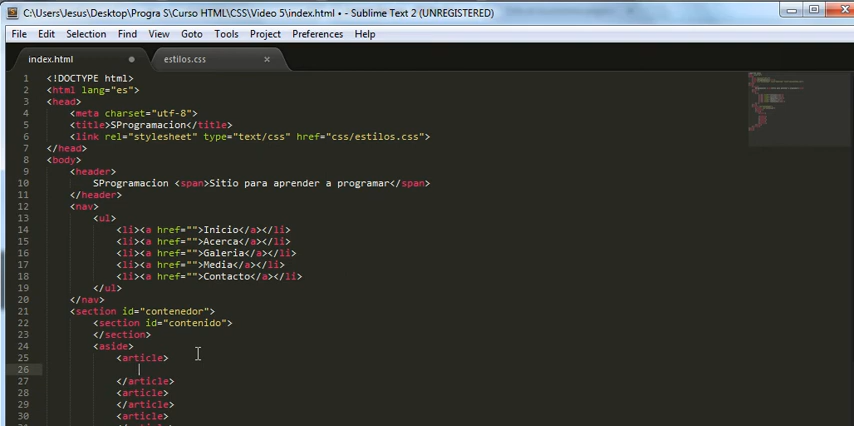 C:\Users\Jesus\Desktop\Progra S\Curso HTML\CSS\Video 5\index.html • - Sublime Text 2 (UNREGISTERED)
File Edit Selection Find View Goto Tools Project Preferences Help
index.html estilos.css ×
1 <!DOCTYPE html>
2 <html lang="es">
3 <head>
4 <meta charset="utf-8">
5 <title>SProgramacion</title>
6 <link rel="stylesheet" type="text/css" href="css/estilos.css">
7 </head>
8 <body>
9 <header>
10 SProgramacion <span>Sitio para aprender a programar</span>
11 </header>
12 <nav>
13 <ul>
14 <li><a href="">Inicio</a></li>
15 <li><a href="">Acerca</a></li>
16 <li><a href="">Galeria</a></li>
17 <li><a href="">Media</a></li>
18 <li><a href="">Contacto</a></li>
19 </ul>
20 </nav>
21 <section id="contenedor">
22 <section id="contenido">
23 </section>
24 <aside>
25 <article>
26
27 </article>
28 <article>
29 </article>
30 <article>